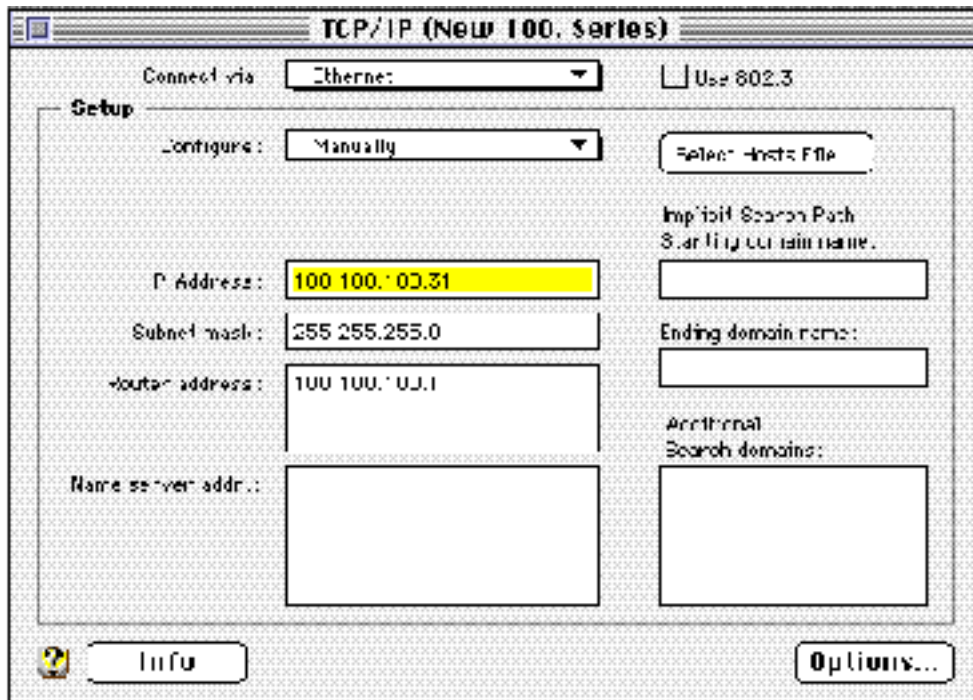 TCP/IP (New 100. Series)
Connect via
Ethernet
Use 802.3
Setup
Configure:
Manually
Select Hosts File
Implicit Search Path
Starting domain name:
IP Address:
100.100.100.31
Subnet mask:
255.255.255.0
Ending domain name:
Router address:
100.100.100.1
Additional
Search domains:
Name server addr.:
Info
Options...